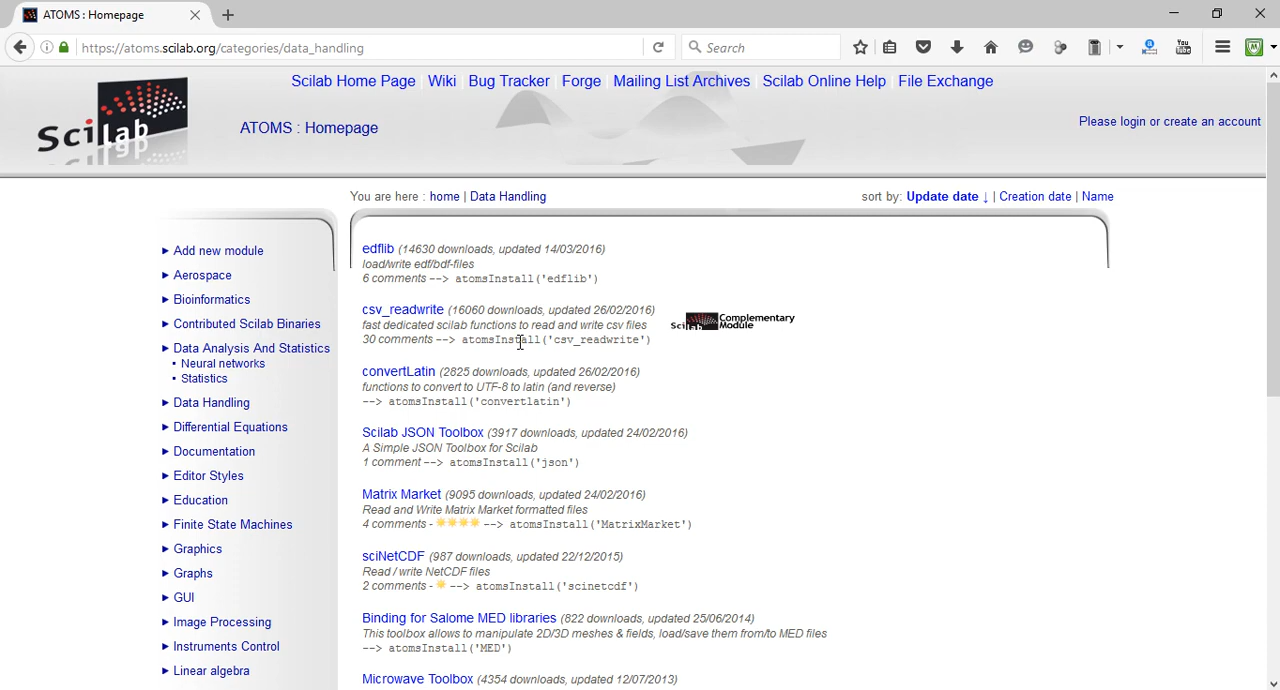 ATOMS : Homepage
https://atoms.scilab.org/categories/data_handling
Search
You Tube
Scilab Home Page | Wiki | Bug Tracker | Forge | Mailing List Archives | Scilab Online Help | File Exchange
Scilab
ATOMS : Homepage
Please login or create an account
You are here : home | Data Handling
sort by: Update date ↓ | Creation date | Name
Add new module
Aerospace
Bioinformatics
Contributed Scilab Binaries
Data Analysis And Statistics
Neural networks
Statistics
Data Handling
Differential Equations
Documentation
Editor Styles
Education
Finite State Machines
Graphics
Graphs
GUI
Image Processing
Instruments Control
Linear algebra
edflib (14630 downloads, updated 14/03/2016)
load/write edf/bdf-files
6 comments --> atomsInstall('edflib')
csv_readwrite (16060 downloads, updated 26/02/2016)
fast dedicated scilab functions to read and write csv files
30 comments --> atomsInstall('csv_readwrite')
Scilab Complementary
Module
convertLatin (2825 downloads, updated 26/02/2016)
functions to convert to UTF-8 to latin (and reverse)
--> atomsInstall('convertlatin')
Scilab JSON Toolbox (3917 downloads, updated 24/02/2016)
A Simple JSON Toolbox for Scilab
1 comment --> atomsInstall('json')
Matrix Market (9095 downloads, updated 24/02/2016)
Read and Write Matrix Market formatted files
4 comments - --> atomsInstall('MatrixMarket')
sciNetCDF (987 downloads, updated 22/12/2015)
Read / write NetCDF files
2 comments - --> atomsInstall('scinetcdf')
Binding for Salome MED libraries (822 downloads, updated 25/06/2014)
This toolbox allows to manipulate 2D/3D meshes & fields, load/save them from/to MED files
--> atomsInstall('MED')
Microwave Toolbox (4354 downloads, updated 12/07/2013)